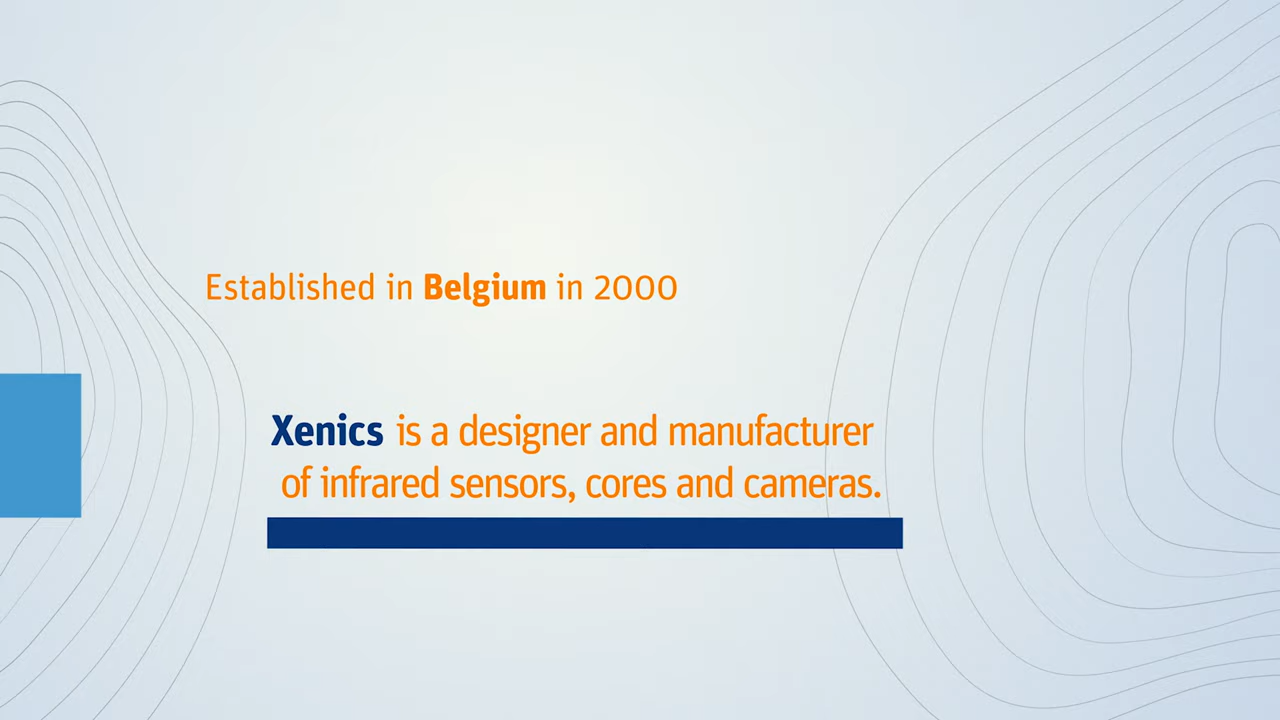 Established in Belgium in 2000
Xenics is a designer and manufacturer
of infrared sensors, cores and cameras.